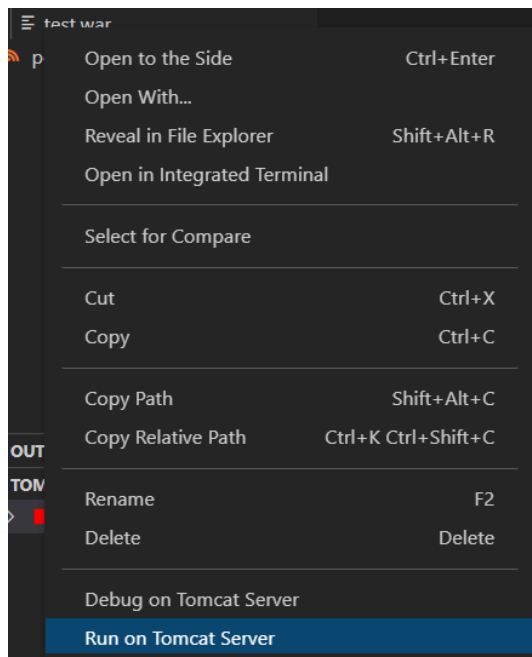 test.war
p
Open to the Side Ctrl+Enter
Open With...
Reveal in File Explorer Shift+Alt+R
Open in Integrated Terminal
Select for Compare
Cut Ctrl+X
Copy Ctrl+C
Copy Path Shift+Alt+C
Copy Relative Path Ctrl+K Ctrl+Shift+C
OUT
TOM
Rename F2
Delete Delete
Debug on Tomcat Server
Run on Tomcat Server